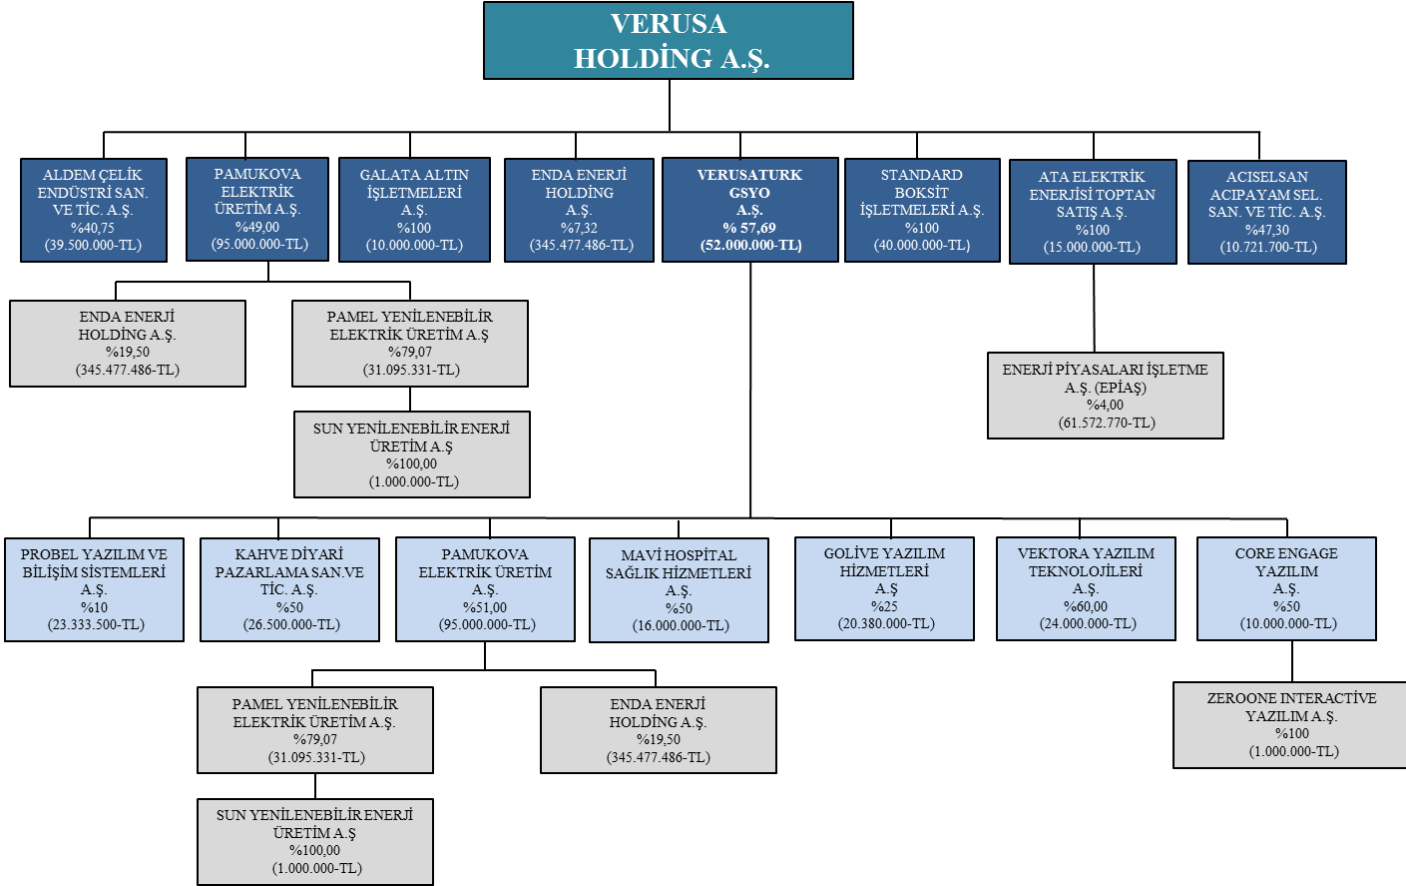 VERUSA
HOLDİNG A.Ş.
ALDEM ÇELİK
ENDÜSTRİ SAN.
VE TİC. A.Ş.
%40,75
(39.500.000-TL)
PAMUKOVA
ELEKTRİK
ÜRETİM A.Ş.
%49,00
(95.000.000-TL)
GALATA ALTIN
İŞLETMELERİ
A.Ş.
%100
(10.000.000-TL)
ENDA ENERJİ
HOLDİNG
A.Ş.
%7,32
(345.477.486-TL)
VERUSATURK
GSYO
A.Ş.
% 57,69
(52.000.000-TL)
STANDARD
BOKSİT
İŞLETMELERİ A.Ş.
%100
(40.000.000-TL)
ATA ELEKTRİK
ENERJİSİ TOPTAN
SATIŞ A.Ş.
%100
(15.000.000-TL)
ACISELSAN
ACIPAYAM SEL.
SAN. VE TİC. A.Ş.
%47,30
(10.721.700-TL)
ENDA ENERJİ
HOLDİNG A.Ş.
%19,50
(345.477.486-TL)
PAMEL YENİLENEBİLİR
ELEKTRİK ÜRETİM A.Ş
%79,07
(31.095.331-TL)
SUN YENİLENEBİLİR ENERJİ
ÜRETİM A.Ş
%100,00
(1.000.000-TL)
ENERJİ PİYASALARI İŞLETME
A.Ş. (EPİAŞ)
%4,00
(61.572.770-TL)
PROBEL YAZILIM VE
BİLİŞİM SİSTEMLERİ
A.Ş.
%10
(23.333.500-TL)
KAHVE DİYARİ
PAZARLAMA SAN.VE
TİC. A.Ş.
%50
(26.500.000-TL)
PAMUKOVA
ELEKTRİK ÜRETİM
A.Ş.
%51,00
(95.000.000-TL)
MAVİ HOSPİTAL
SAĞLIK HİZMETLERİ
A.Ş.
%50
(16.000.000-TL)
GOLİVE YAZILIM
HİZMETLERİ
A.Ş
%25
(20.380.000-TL)
VEKTORA YAZILIM
TEKNOLOJİLERİ
A.Ş.
%60,00
(24.000.000-TL)
CORE ENGAGE
YAZILIM
A.Ş.
%50
(10.000.000-TL)
PAMEL YENİLENEBİLİR
ELEKTRİK ÜRETİM A.Ş.
%79,07
(31.095.331-TL)
ENDA ENERJİ
HOLDİNG A.Ş.
%19,50
(345.477.486-TL)
ZEROONE INTERACTİVE
YAZILIM A.Ş.
%100
(1.000.000-TL)
SUN YENİLENEBİLİR ENERJİ
ÜRETİM A.Ş
%100,00
(1.000.000-TL)